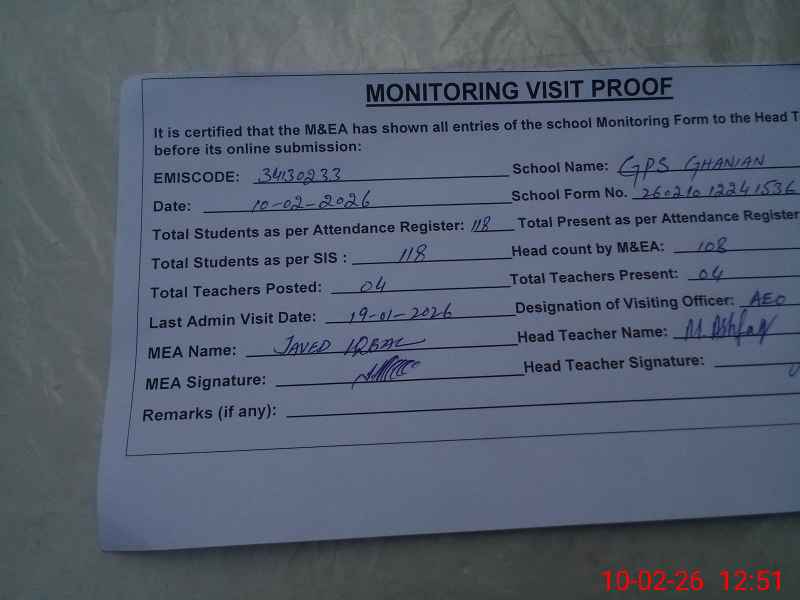 MONITORING VISIT PROOF
It is certified that the M&EA has shown all entries of the school Monitoring Form to the Head T
before its online submission:
EMISCODE: 34130233 School Name: GPS GHANIAN
Date: 10-02-2026 School Form No. 26021012241536
Total Students as per Attendance Register: 118 Total Present as per Attendance Register
Total Students as per SIS : 118 Head count by M&EA: 108
Total Teachers Posted: 04 Total Teachers Present: 04
Last Admin Visit Date: 19-01-2026 Designation of Visiting Officer: AEO
MEA Name: JAVED IQBAL Head Teacher Name: M Ashfaq
MEA Signature: Head Teacher Signature:
Remarks (if any):
10-02-26 12:51